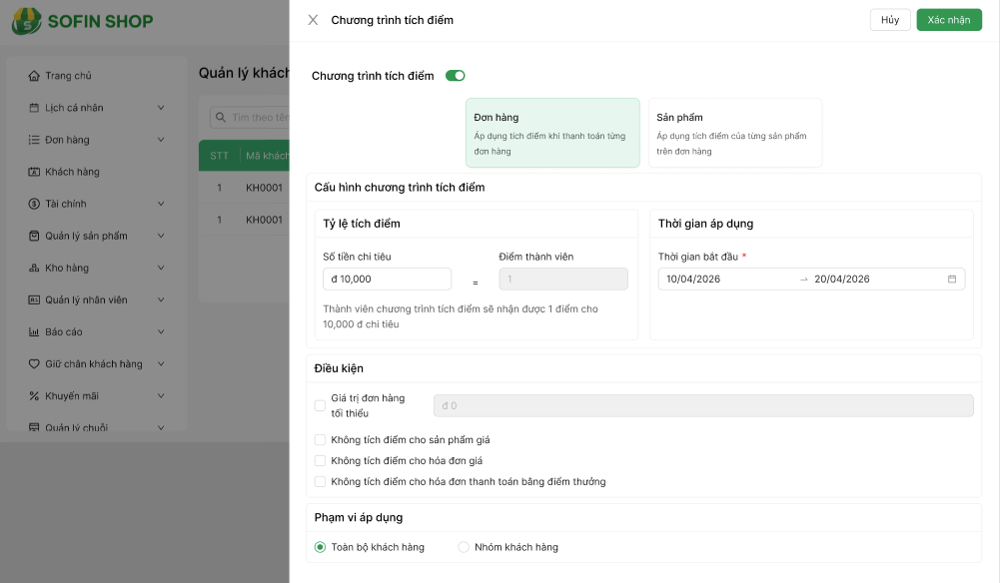 SOFIN SHOP
Chương trình tích điểm
Hủy
Xác nhận
Trang chủ
Lịch cá nhân
Đơn hàng
Khách hàng
Tài chính
Quản lý sản phẩm
Kho hàng
Quản lý nhân viên
Báo cáo
Giữ chân khách hàng
Khuyến mãi
Quản lý chuỗi
Quản lý khách
Tìm theo tên
STT
Mã khách
1
KH0001
1
KH0001
Chương trình tích điểm
Đơn hàng
Áp dụng tích điểm khi thanh toán từng
đơn hàng
Sản phẩm
Áp dụng tích điểm của từng sản phẩm
trên đơn hàng
Cấu hình chương trình tích điểm
Tỷ lệ tích điểm
Số tiền chi tiêu
đ 10,000
=
Điểm thành viên
1
Thành viên chương trình tích điểm sẽ nhận được 1 điểm cho
10,000 đ chi tiêu
Thời gian áp dụng
Thời gian bắt đầu *
10/04/2026 → 20/04/2026
Điều kiện
Giá trị đơn hàng
tối thiểu
đ 0
Không tích điểm cho sản phẩm giá
Không tích điểm cho hóa đơn giá
Không tích điểm cho hóa đơn thanh toán bằng điểm thưởng
Phạm vi áp dụng
Toàn bộ khách hàng
Nhóm khách hàng